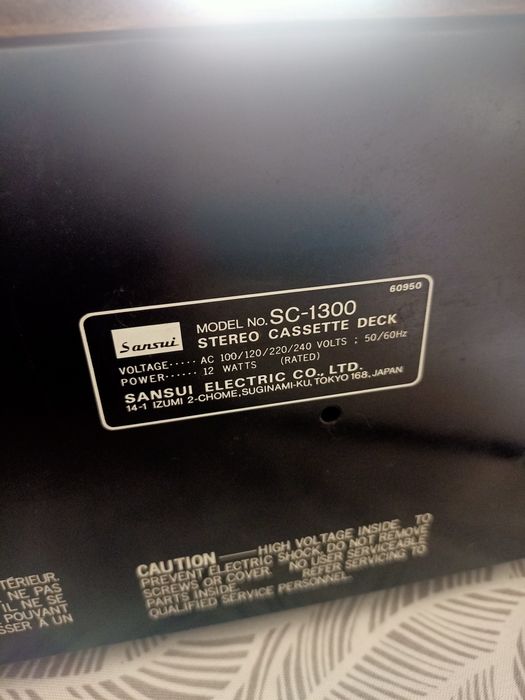 60950
Sansui
MODEL NO. SC-1300
STEREO CASSETTE DECK
VOLTAGE ····· AC 100/120/220/240 VOLTS ; 50/60Hz
POWER ······ 12 WATTS (RATED)
SANSUI ELECTRIC CO., LTD.
14-1 IZUMI 2-CHOME, SUGINAMI-KU, TOKYO 168, JAPAN
CAUTION — HIGH VOLTAGE INSIDE. TO
PREVENT ELECTRIC SHOCK, DO NOT REMOVE
SCREWS OR COVER. NO USER SERVICEABLE
PARTS INSIDE. REFER SERVICING TO
QUALIFIED SERVICE PERSONNEL.
TÉRIEUR.
NE PAS
IL NE SE
POUVANT
SSER À UN